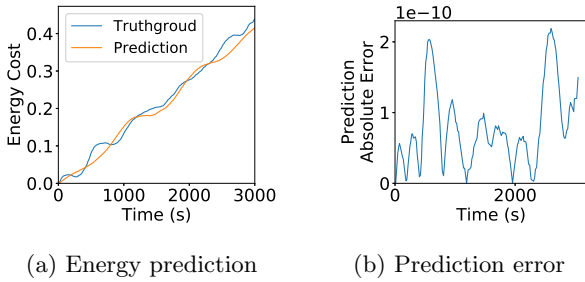 1e−10
Truthgroud
Prediction
Energy Cost
0.4
0.3
0.2
0.1
0.0
0
1000
2000
3000
Time (s)
Prediction
Absolute Error
2
1
0
0
2000
Time (s)
(a) Energy prediction
(b) Prediction error